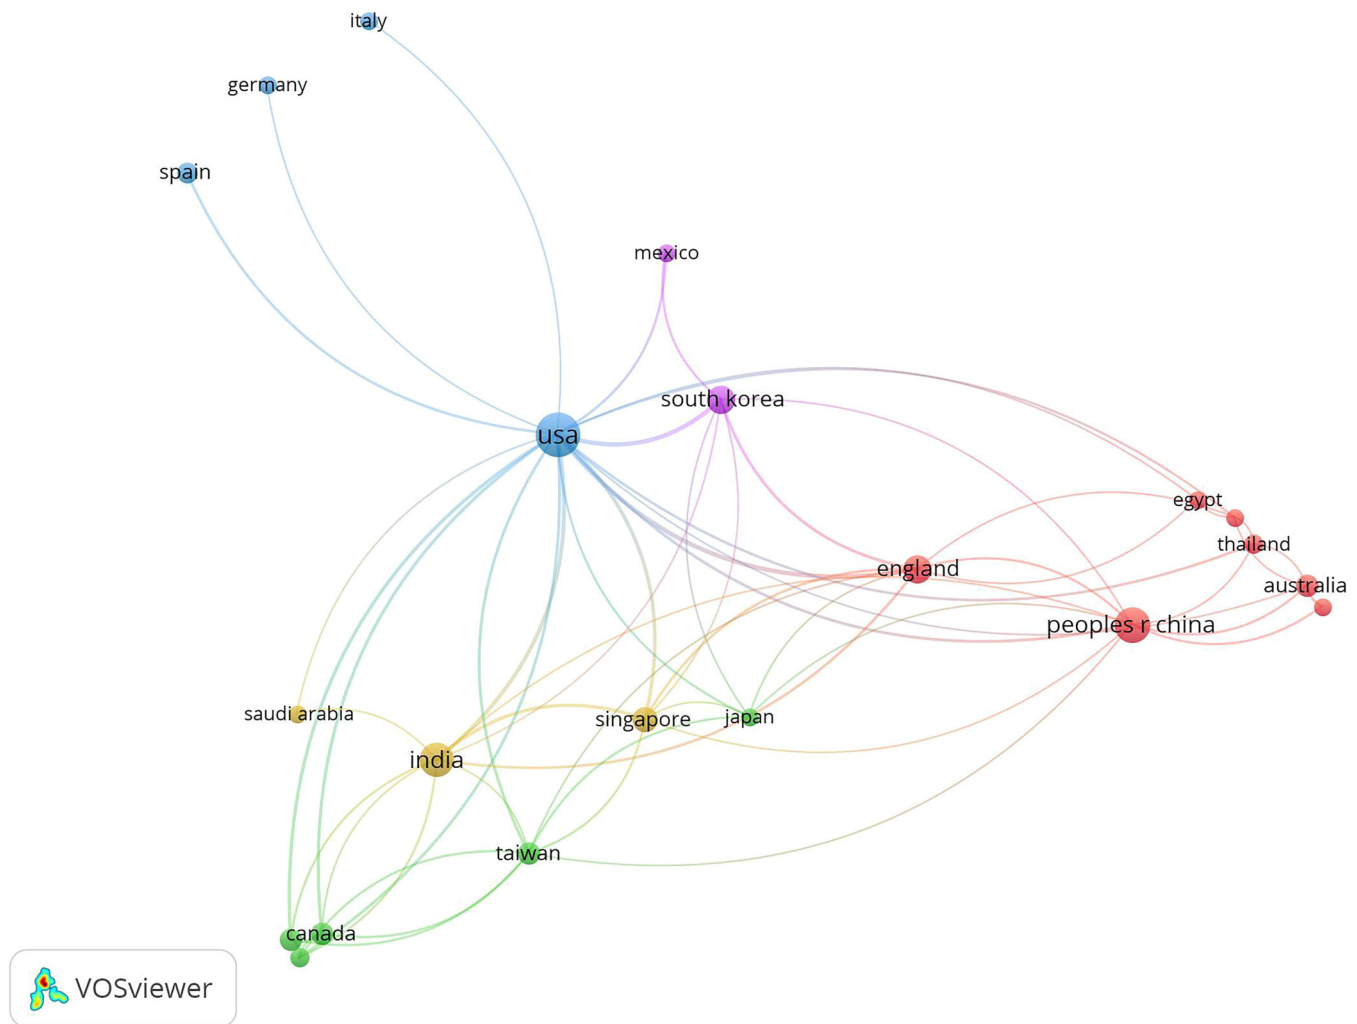 italy
germany
spain
mexico
south korea
usa
egypt
thailand
england
australia
peoples r china
saudi arabia
singapore
japan
india
taiwan
canada
VOSviewer